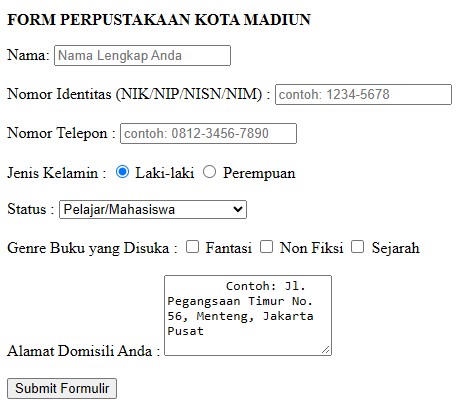 FORM PERPUSTAKAAN KOTA MADIUN
Nama: Nama Lengkap Anda
Nomor Identitas (NIK/NIP/NISN/NIM) : contoh: 1234-5678
Nomor Telepon : contoh: 0812-3456-7890
Jenis Kelamin : Laki-laki Perempuan
Status : Pelajar/Mahasiswa
Genre Buku yang Disuka : Fantasi Non Fiksi Sejarah
Contoh: Jl.
Pegangsaan Timur No.
56, Menteng, Jakarta
Pusat
Alamat Domisili Anda :
Submit Formulir